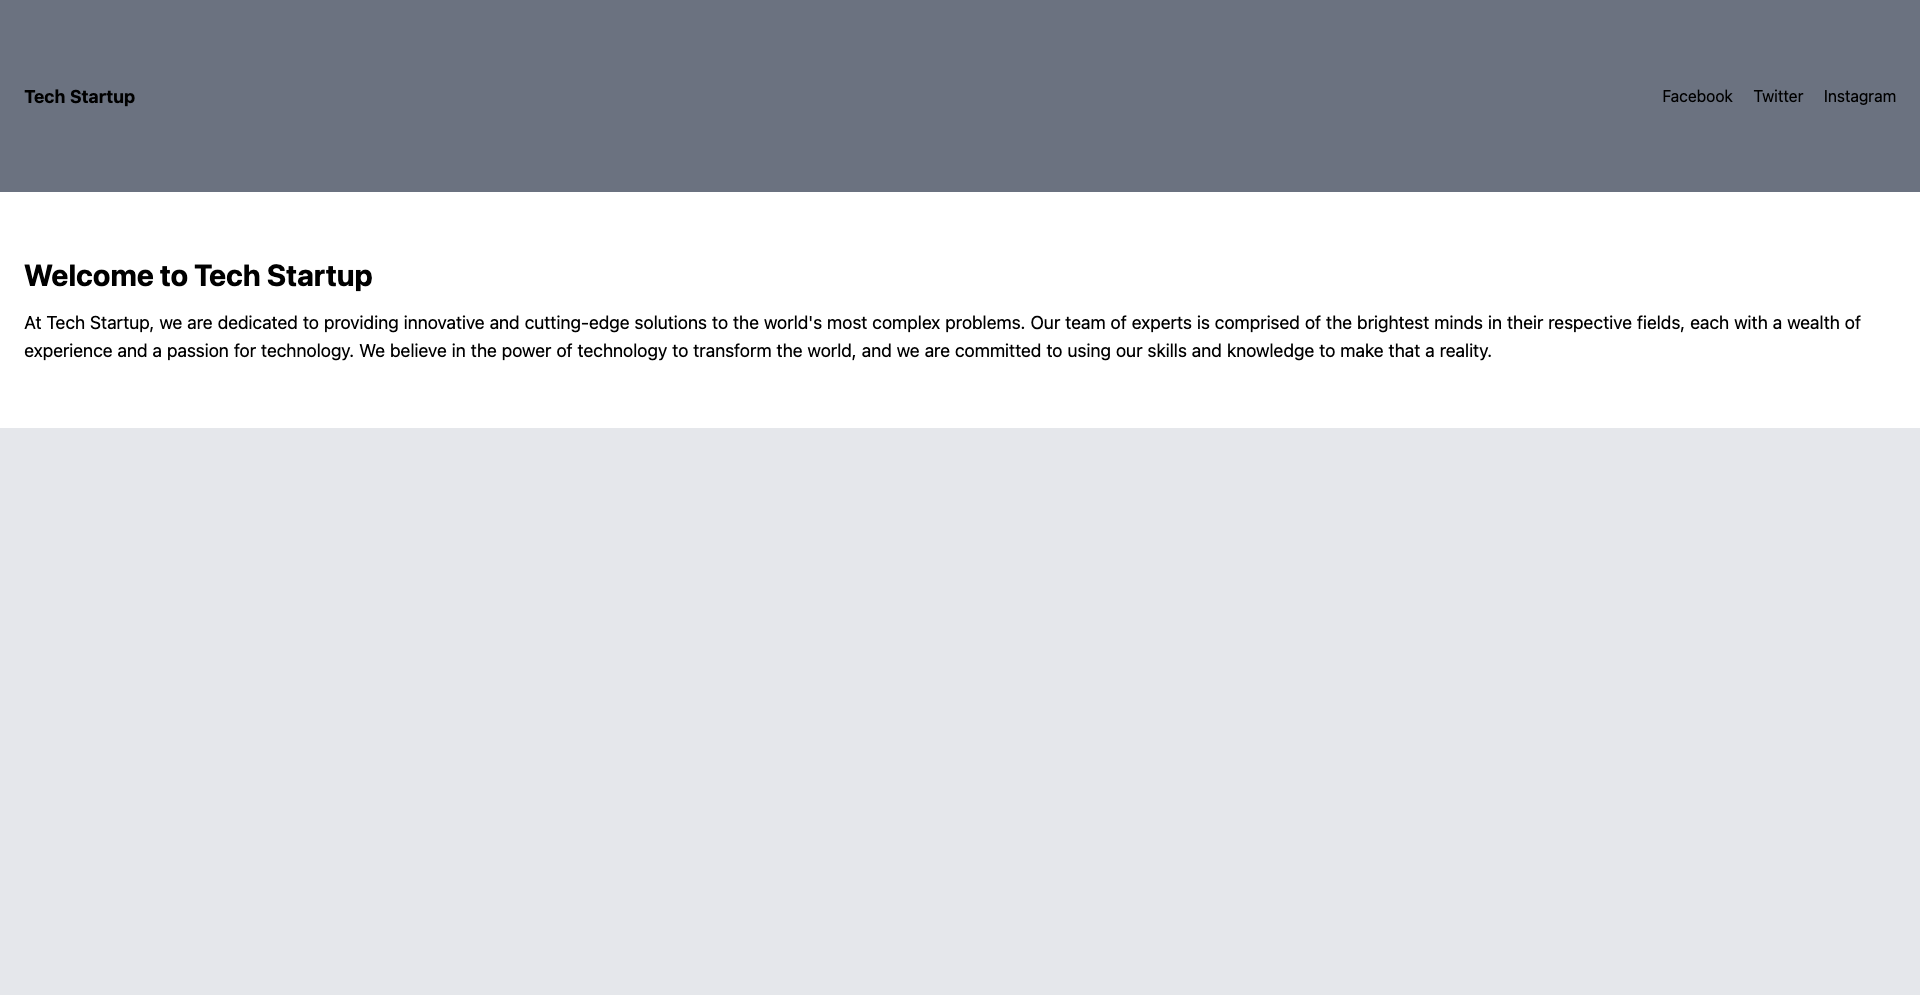 Tech Startup
Facebook Twitter Instagram
Welcome to Tech Startup
At Tech Startup, we are dedicated to providing innovative and cutting-edge solutions to the world's most complex problems. Our team of experts is comprised of the brightest minds in their respective fields, each with a wealth of
experience and a passion for technology. We believe in the power of technology to transform the world, and we are committed to using our skills and knowledge to make that a reality.